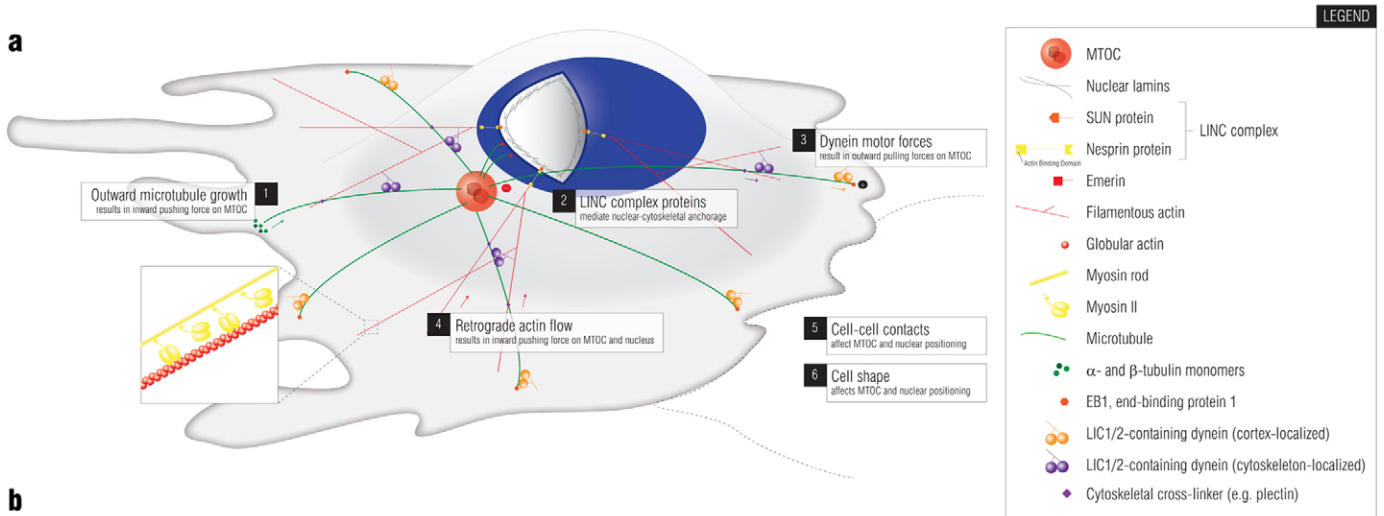 a
LEGEND
MTOC
Nuclear lamins
SUN protein
LINC complex
Nesprin protein
Actin Binding Domain
Emerin
Filamentous actin
Globular actin
Myosin rod
Myosin II
Microtubule
α- and β-tubulin monomers
EB1, end-binding protein 1
LIC1/2-containing dynein (cortex-localized)
LIC1/2-containing dynein (cytoskeleton-localized)
Cytoskeletal cross-linker (e.g. plectin)
Outward microtubule growth 1
results in inward pushing force on MTOC
2 LINC complex proteins
mediate nuclear-cytoskeletal anchorage
3 Dynein motor forces
result in outward pulling forces on MTOC
4 Retrograde actin flow
results in inward pushing force on MTOC and nucleus
5 Cell-cell contacts
affect MTOC and nuclear positioning
6 Cell shape
affects MTOC and nuclear positioning
b